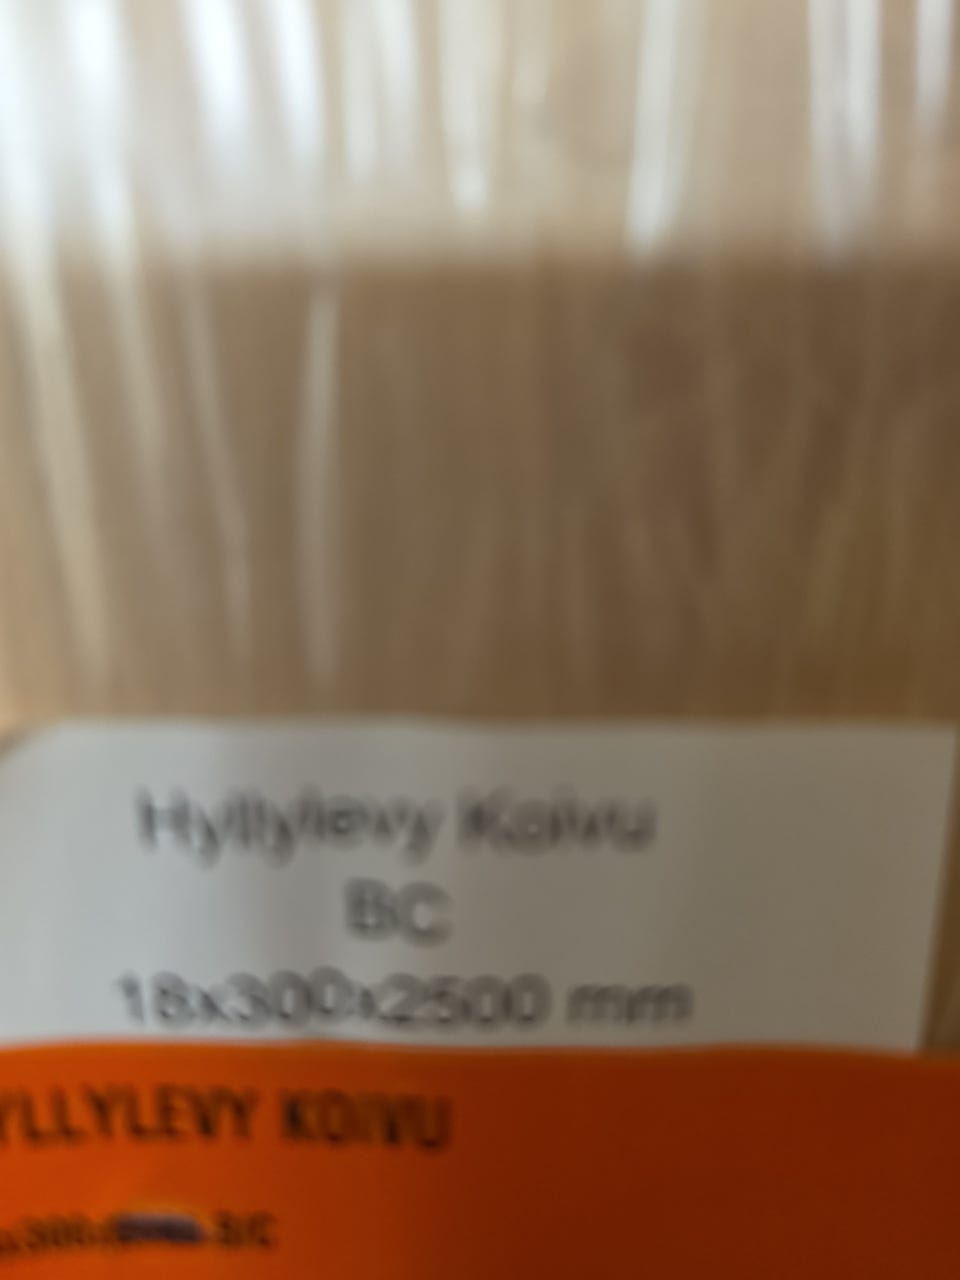 Hyllylevy Koivu
BC
18x300x2500 mm
YLLYLEVY KOIVU
B/C